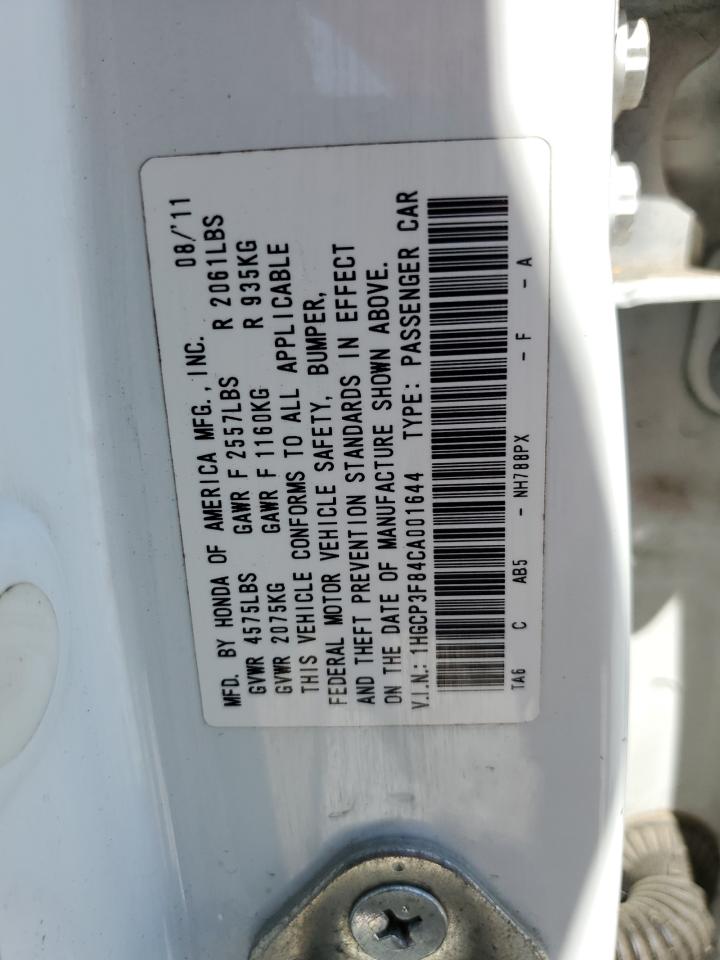 MFD. BY HONDA OF AMERICA MFG., INC. 08/'11
GVWR 4575LBS GAWR F 2557LBS R 2061LBS
GVWR 2075KG GAWR F 1160KG R 935KG
THIS VEHICLE CONFORMS TO ALL APPLICABLE
FEDERAL MOTOR VEHICLE SAFETY, BUMPER,
AND THEFT PREVENTION STANDARDS IN EFFECT
ON THE DATE OF MANUFACTURE SHOWN ABOVE.
V.I.N.: 1HGCP3F84CA001644 TYPE: PASSENGER CAR
TA6 C AB5 - NH788PX - F - A